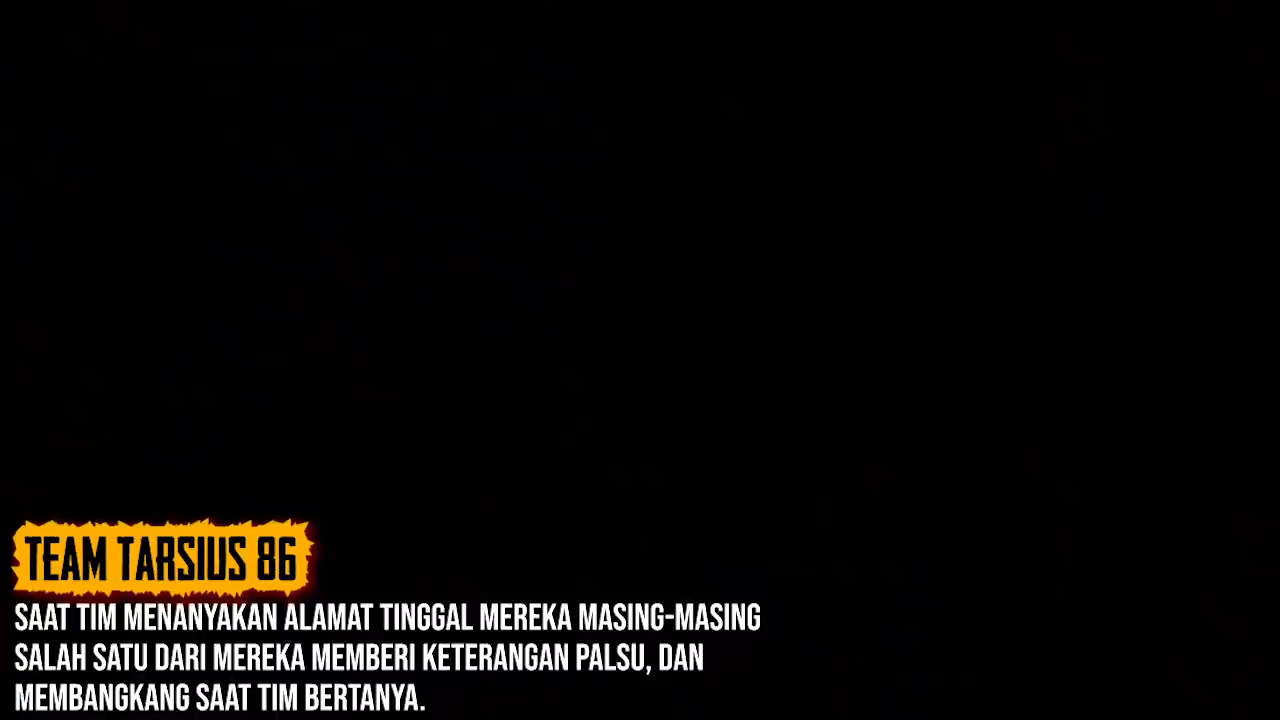 TEAM TARSIUS 86
SAAT TIM MENANYAKAN ALAMAT TINGGAL MEREKA MASING-MASING
SALAH SATU DARI MEREKA MEMBERI KETERANGAN PALSU, DAN
MEMBANGKANG SAAT TIM BERTANYA.